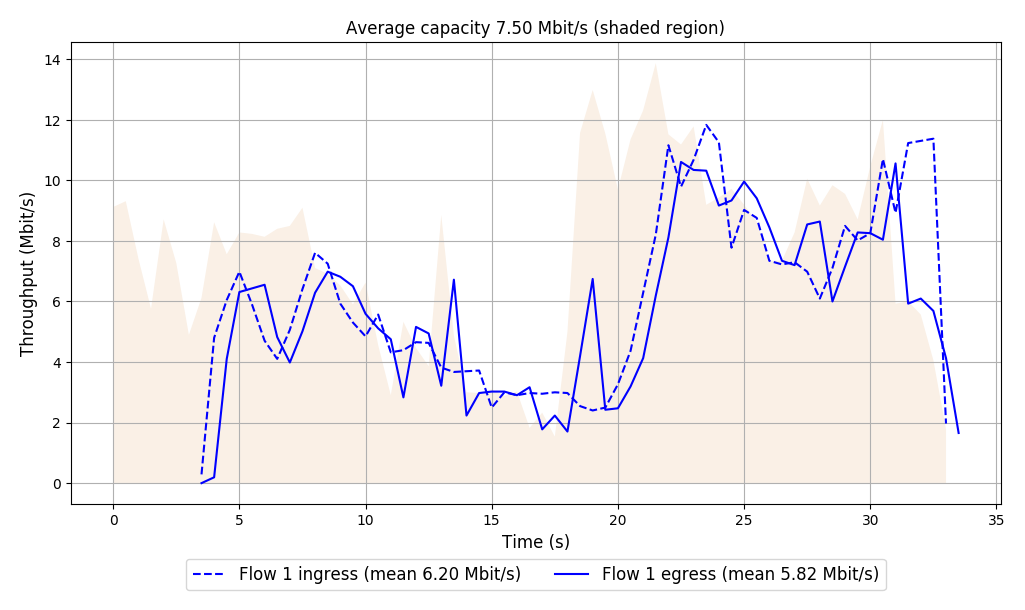 Average capacity 7.50 Mbit/s (shaded region)
Throughput (Mbit/s)
14
12
10
8
6
4
2
0
0 5 10 15 20 25 30 35
Time (s)
Flow 1 ingress (mean 6.20 Mbit/s) Flow 1 egress (mean 5.82 Mbit/s)